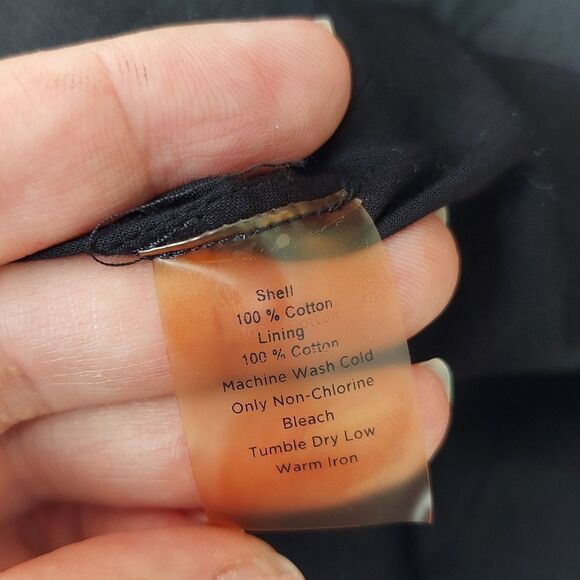 Shell
100 % Cotton
Lining
100 % Cotton
Machine Wash Cold
Only Non-Chlorine
Bleach
Tumble Dry Low
Warm Iron